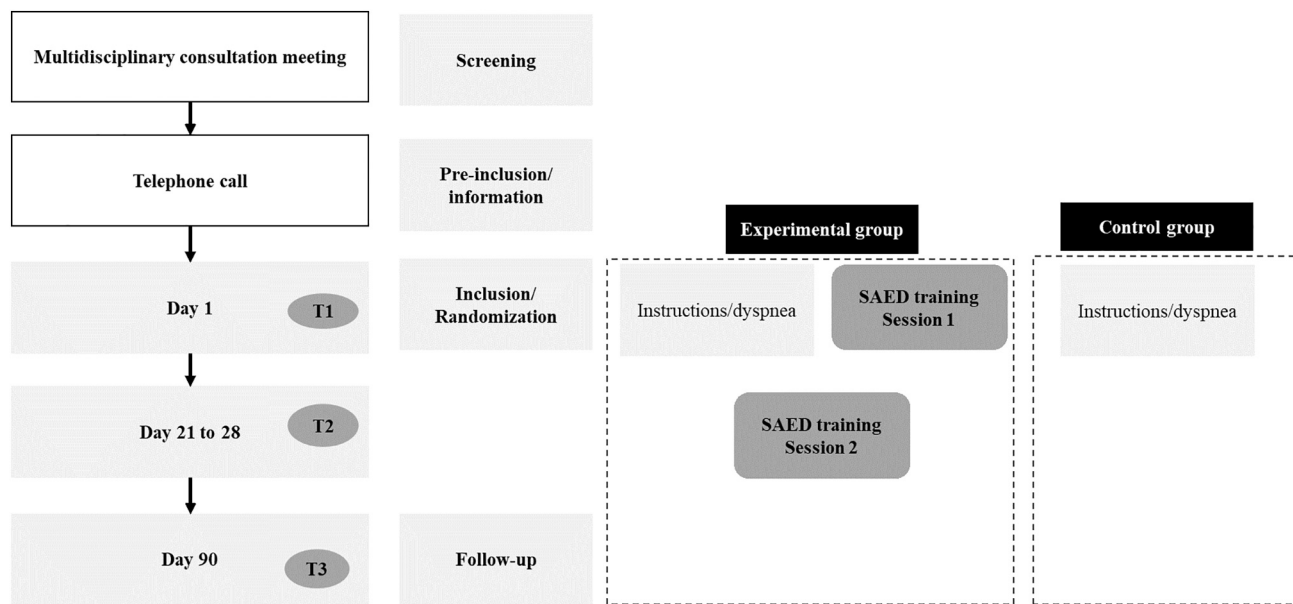 Multidisciplinary consultation meeting
Screening
Telephone call
Pre-inclusion/
information
Experimental group
Control group
Day 1
T1
Inclusion/
Randomization
Instructions/dyspnea
SAED training
Session 1
Instructions/dyspnea
Day 21 to 28
T2
SAED training
Session 2
Day 90
T3
Follow-up